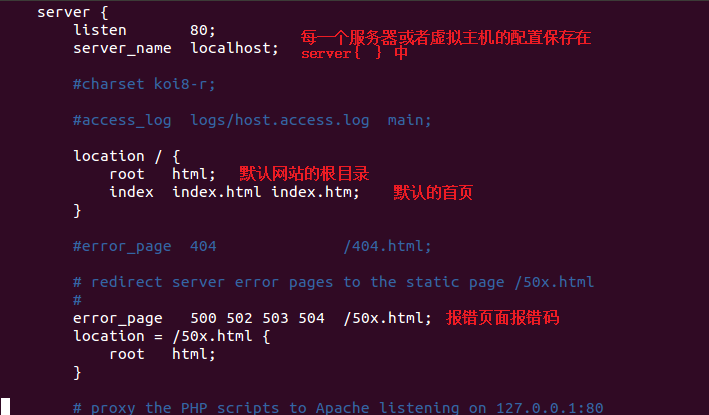 server {
listen 80;
server_name localhost;
每一个服务器或者虚拟主机的配置保存在
server{ } 中
#charset koi8-r;
#access_log logs/host.access.log main;
location / {
root html; 默认网站的根目录
index index.html index.htm; 默认的首页
}
#error_page 404 /404.html;
# redirect server error pages to the static page /50x.html
#
error_page 500 502 503 504 /50x.html; 报错页面报错码
location = /50x.html {
root html;
}
# proxy the PHP scripts to Apache listening on 127.0.0.1:80